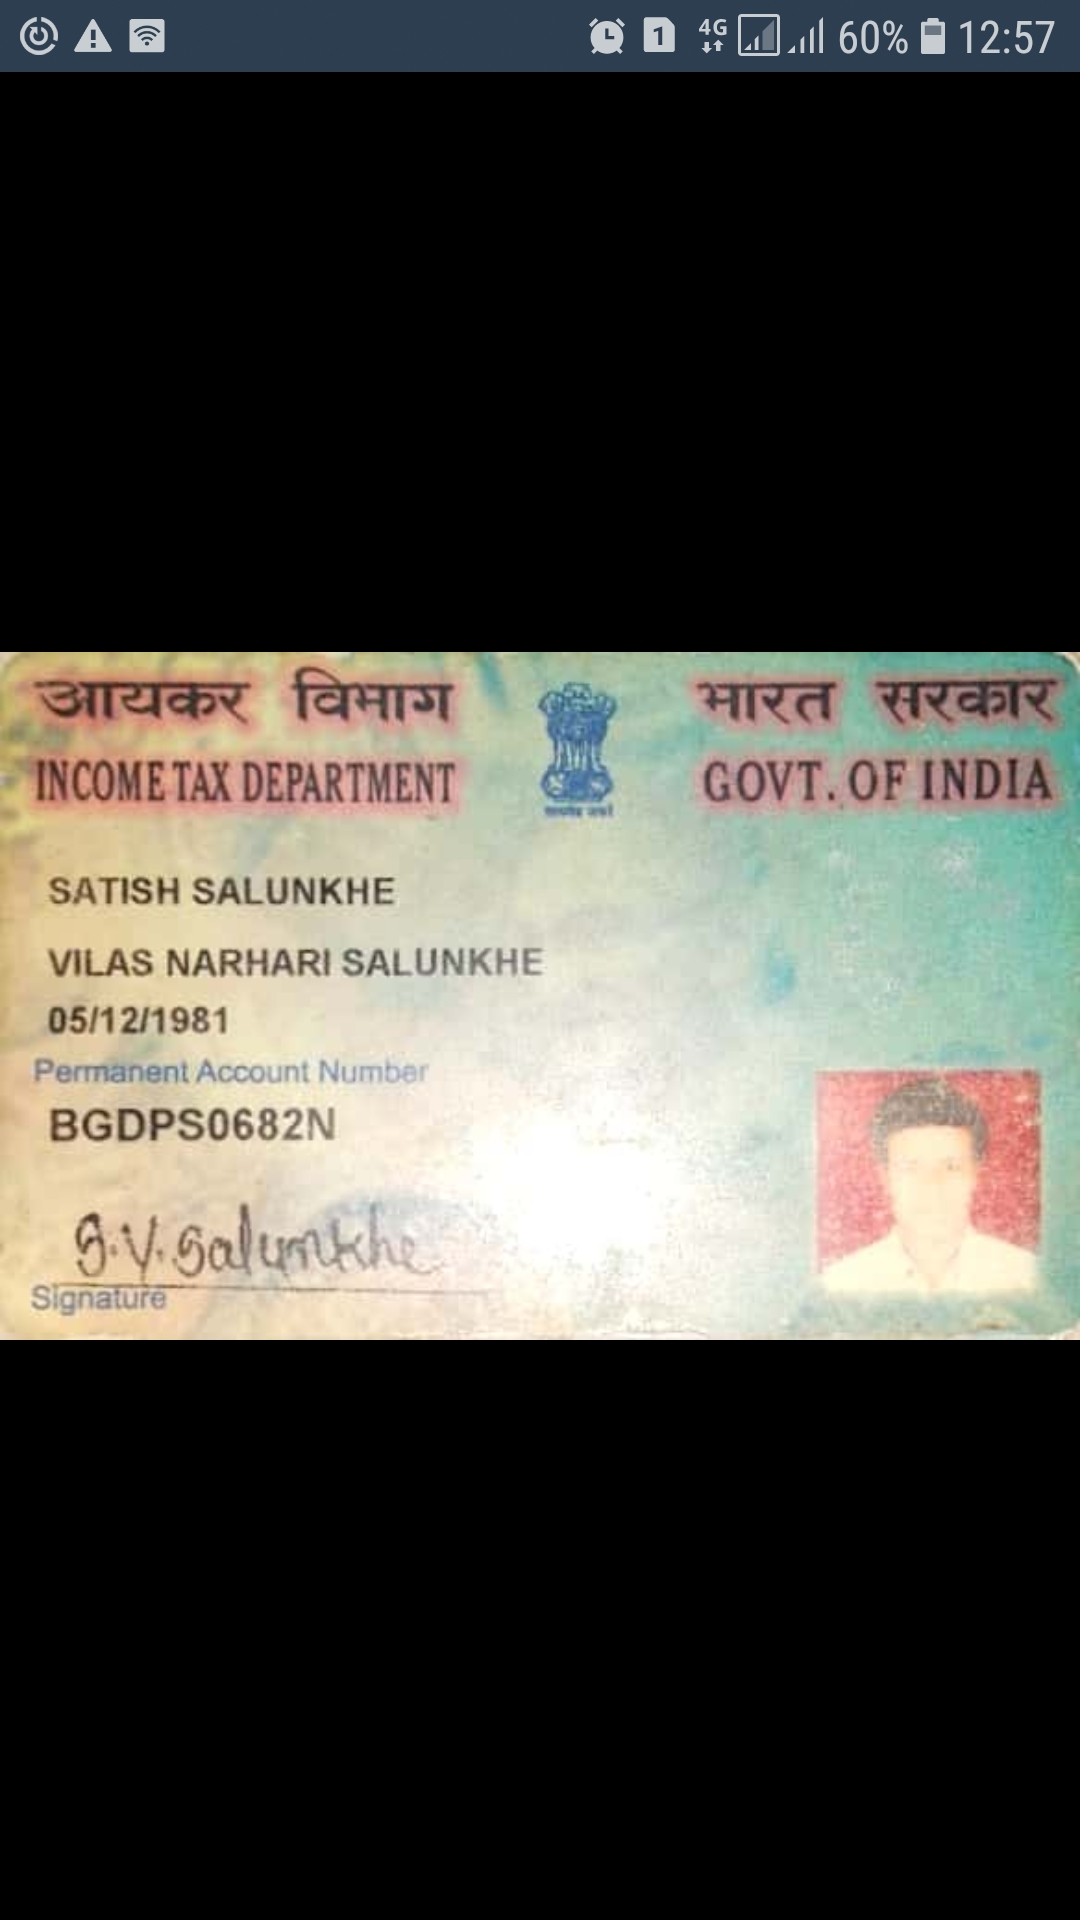 60% 12:57
1 4G
आयकर विभाग भारत सरकार
INCOME TAX DEPARTMENT GOVT. OF INDIA
SATISH SALUNKHE
VILAS NARHARI SALUNKHE
05/12/1981
Permanent Account Number
BGDPS0682N
S.V.Salunkhe
Signature